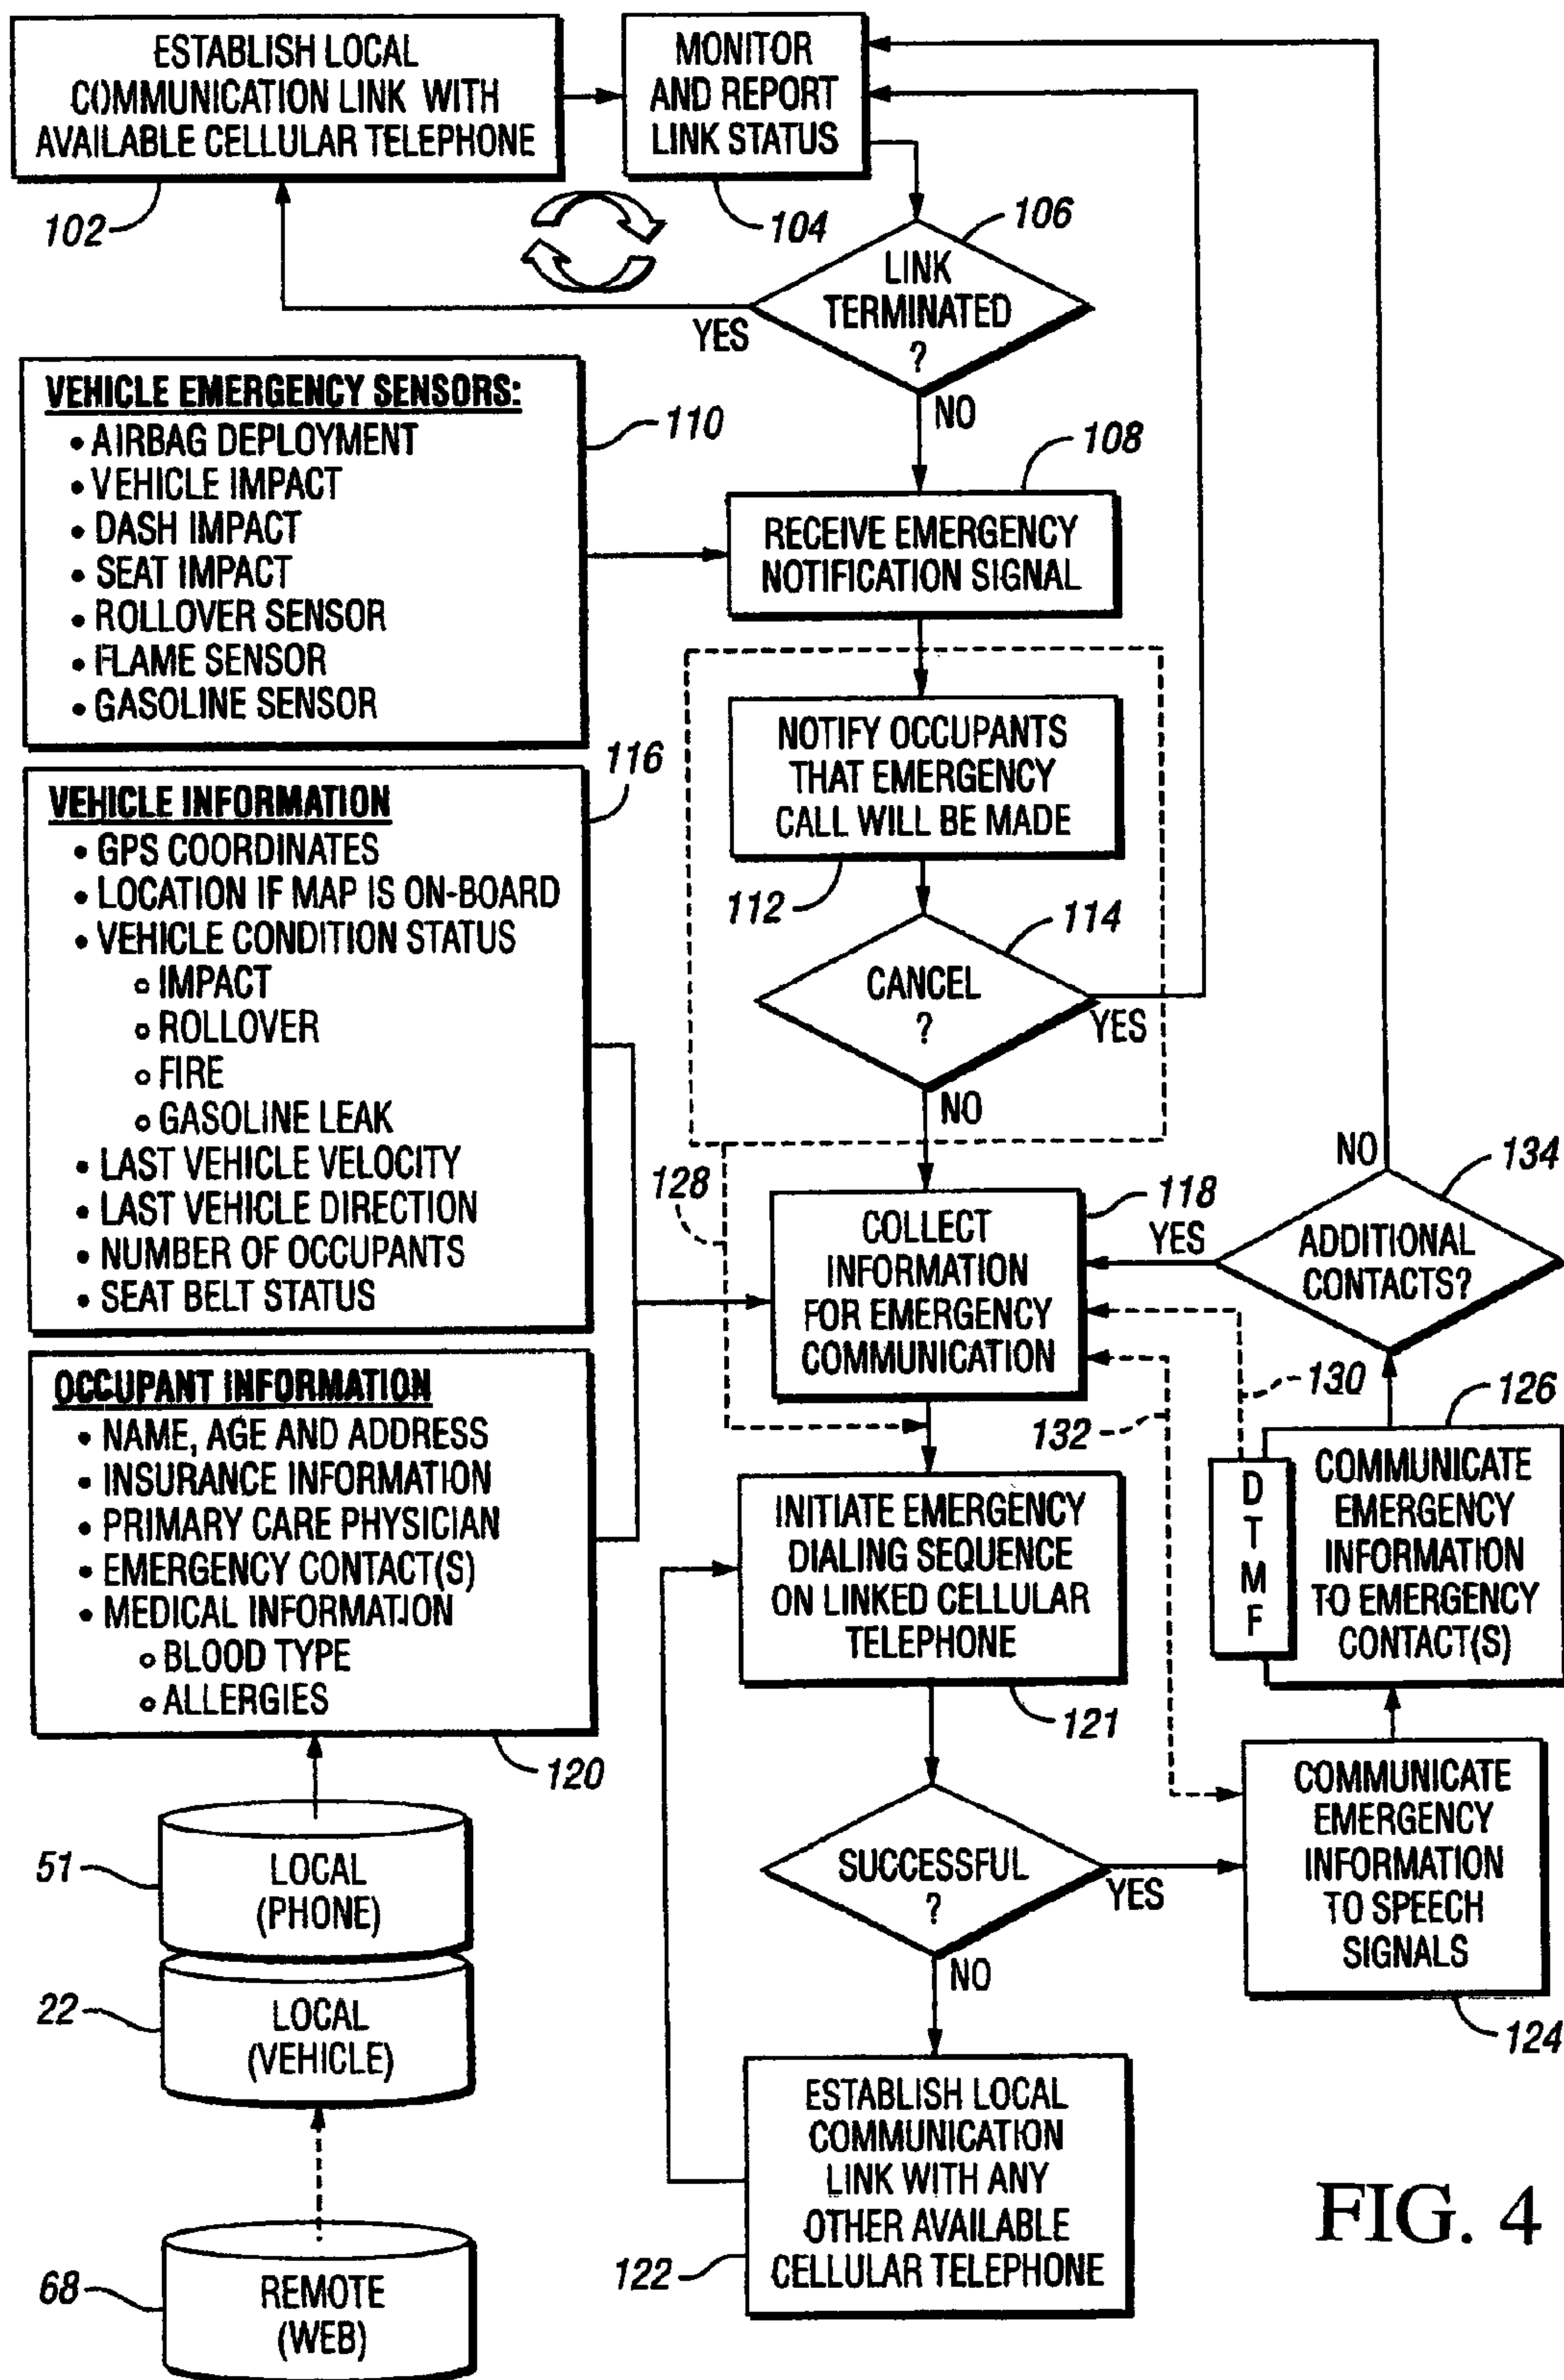 ESTABLISH LOCAL
COMMUNICATION LINK WITH
AVAILABLE CELLULAR TELEPHONE
102
MONITOR
AND REPORT
LINK STATUS
104
106
LINK
TERMINATED
?
YES
NO
VEHICLE EMERGENCY SENSORS:
• AIRBAG DEPLOYMENT
• VEHICLE IMPACT
• DASH IMPACT
• SEAT IMPACT
• ROLLOVER SENSOR
• FLAME SENSOR
• GASOLINE SENSOR
110
108
RECEIVE EMERGENCY
NOTIFICATION SIGNAL
NOTIFY OCCUPANTS
THAT EMERGENCY
CALL WILL BE MADE
112
114
CANCEL
?
YES
NO
116
VEHICLE INFORMATION
• GPS COORDINATES
• LOCATION IF MAP IS ON-BOARD
• VEHICLE CONDITION STATUS
o IMPACT
o ROLLOVER
o FIRE
o GASOLINE LEAK
• LAST VEHICLE VELOCITY
• LAST VEHICLE DIRECTION
• NUMBER OF OCCUPANTS
• SEAT BELT STATUS
128
118
COLLECT
INFORMATION
FOR EMERGENCY
COMMUNICATION
NO
134
YES
ADDITIONAL
CONTACTS?
130
132
126
OCCUPANT INFORMATION
• NAME, AGE AND ADDRESS
• INSURANCE INFORMATION
• PRIMARY CARE PHYSICIAN
• EMERGENCY CONTACT(S)
• MEDICAL INFORMATION
o BLOOD TYPE
o ALLERGIES
120
INITIATE EMERGENCY
DIALING SEQUENCE
ON LINKED CELLULAR
TELEPHONE
121
DTMF
COMMUNICATE
EMERGENCY
INFORMATION
TO EMERGENCY
CONTACT(S)
SUCCESSFUL
?
YES
NO
COMMUNICATE
EMERGENCY
INFORMATION
TO SPEECH
SIGNALS
124
51
LOCAL
(PHONE)
22
LOCAL
(VEHICLE)
68
REMOTE
(WEB)
ESTABLISH LOCAL
COMMUNICATION
LINK WITH ANY
OTHER AVAILABLE
CELLULAR TELEPHONE
122
FIG. 4